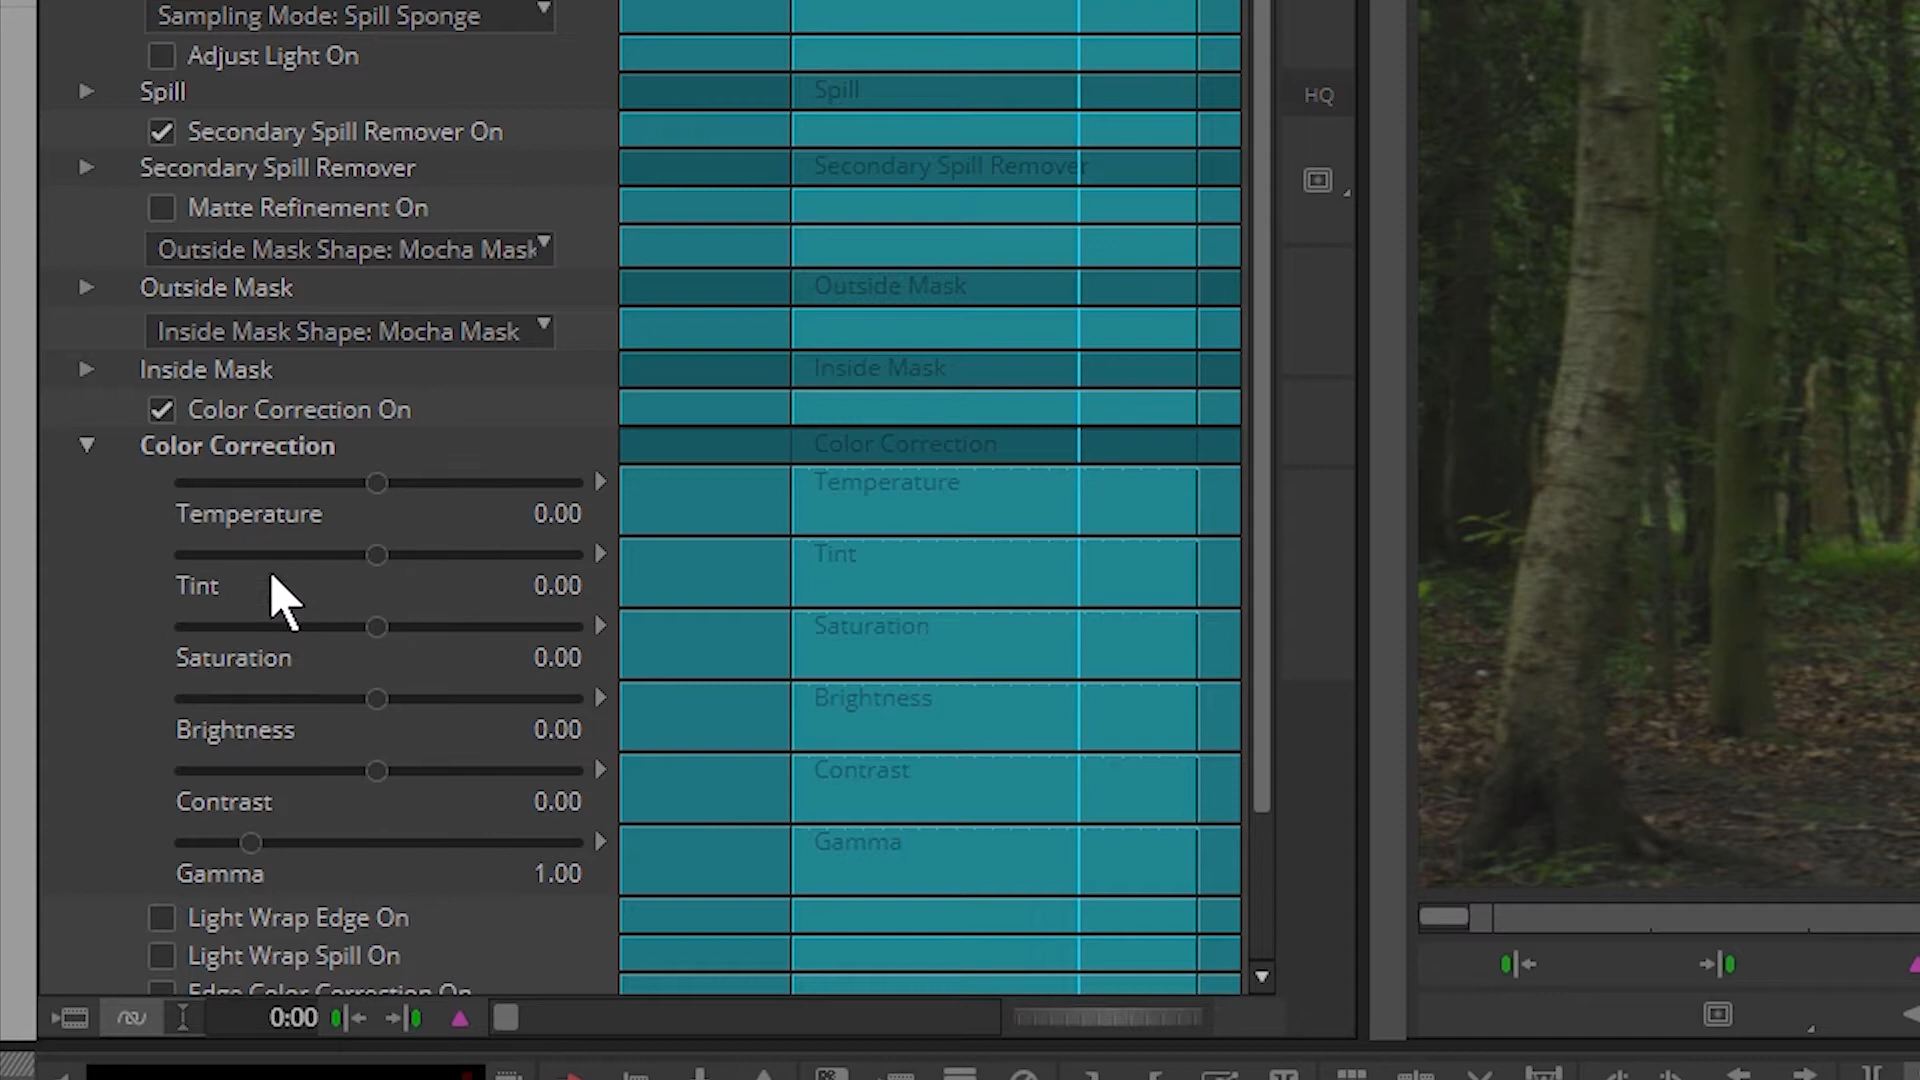 Sampling Mode: Spill Sponge
Adjust Light On
Spill
Spill
HQ
Secondary Spill Remover On
Secondary Spill Remover
Secondary Spill Remover
Matte Refinement On
Outside Mask Shape: Mocha Mask
Outside Mask
Outside Mask
Inside Mask Shape: Mocha Mask
Inside Mask
Inside Mask
Color Correction On
Color Correction
Color Correction
Temperature
Temperature 0.00
Tint
Tint 0.00
Saturation
Saturation 0.00
Brightness
Brightness 0.00
Contrast
Contrast 0.00
Gamma
Gamma 1.00
Light Wrap Edge On
Light Wrap Spill On
Edge Color Correction On
0:00